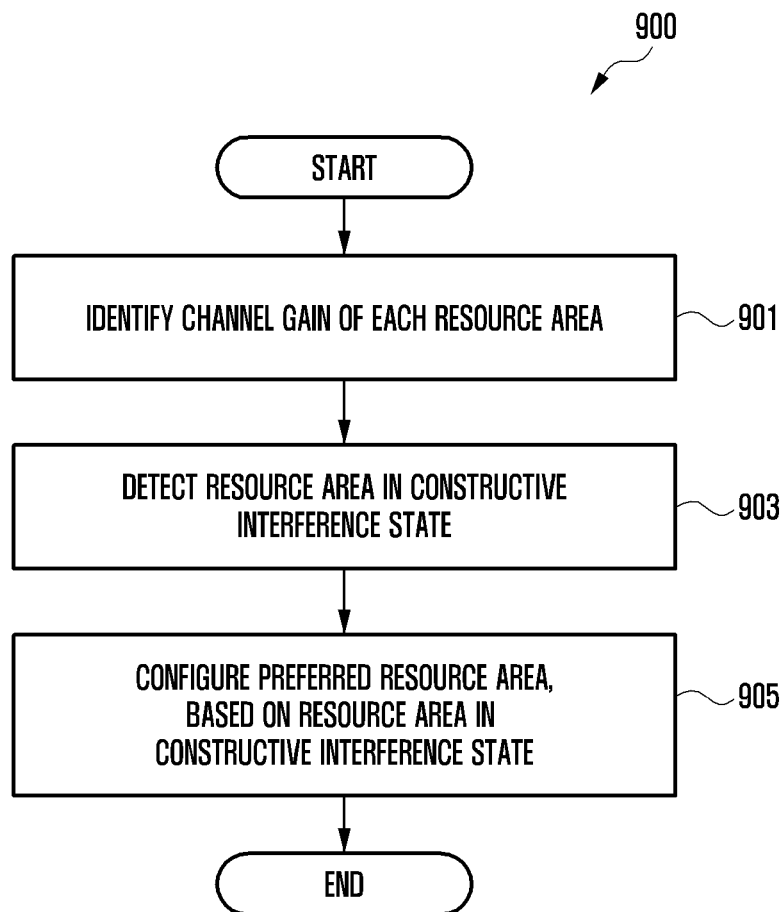 900
START
IDENTIFY CHANNEL GAIN OF EACH RESOURCE AREA
901
DETECT RESOURCE AREA IN CONSTRUCTIVE
INTERFERENCE STATE
903
CONFIGURE PREFERRED RESOURCE AREA,
BASED ON RESOURCE AREA IN
CONSTRUCTIVE INTERFERENCE STATE
905
END